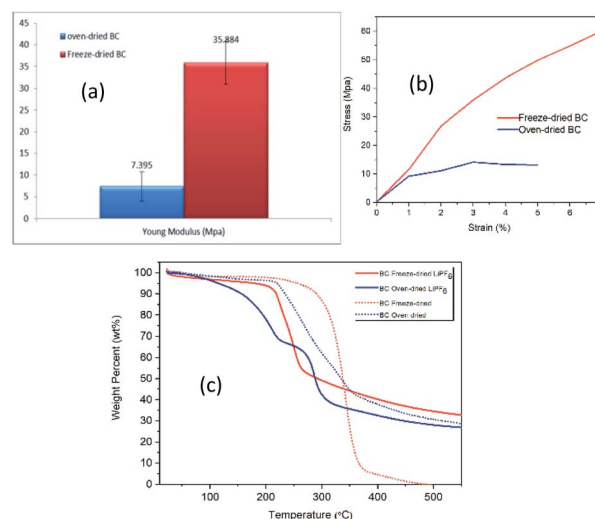 45
40
35
30
25
20
15
10
5
0
oven-dried BC
Freeze-dried BC
(a)
35.884
7.395
Young Modulus (Mpa)
60
50
40
30
20
10
0
Stress (Mpa)
(b)
Freeze-dried BC
Oven-dried BC
0 1 2 3 4 5 6
Strain (%)
100
90
80
70
60
50
40
30
20
10
0
Weight Percent (wt%)
BC Freeze-dried LiPF6
BC Oven-dried LiPF6
BC Freeze-dried
BC Oven-dried
(c)
100 200 300 400 500
Temperature (°C)